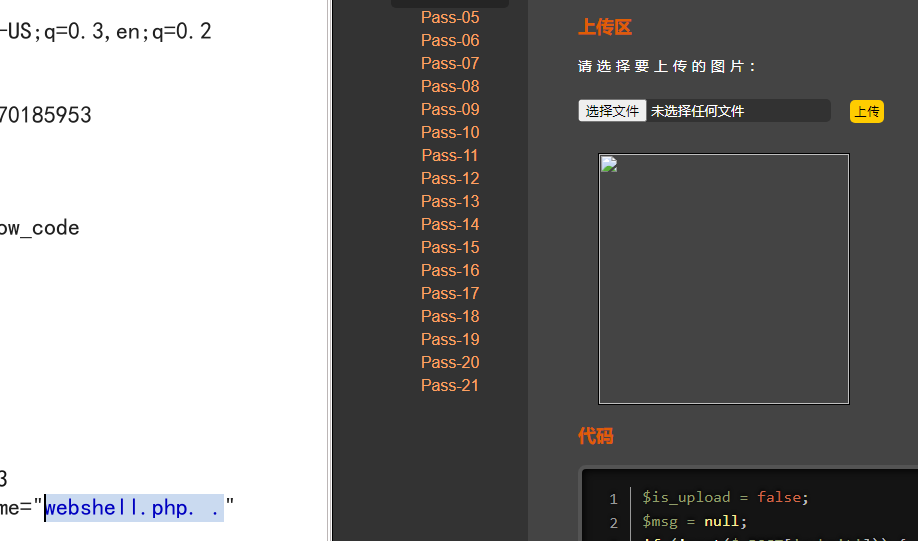 -US;q=0.3,en;q=0.2
70185953
ow_code
3
me="webshell.php. ."
Pass-05
Pass-06
Pass-07
Pass-08
Pass-09
Pass-10
Pass-11
Pass-12
Pass-13
Pass-14
Pass-15
Pass-16
Pass-17
Pass-18
Pass-19
Pass-20
Pass-21
上传区
请选择要上传的图片：
选择文件 未选择任何文件 上传
代码
1 $is_upload = false;
2 $msg = null;